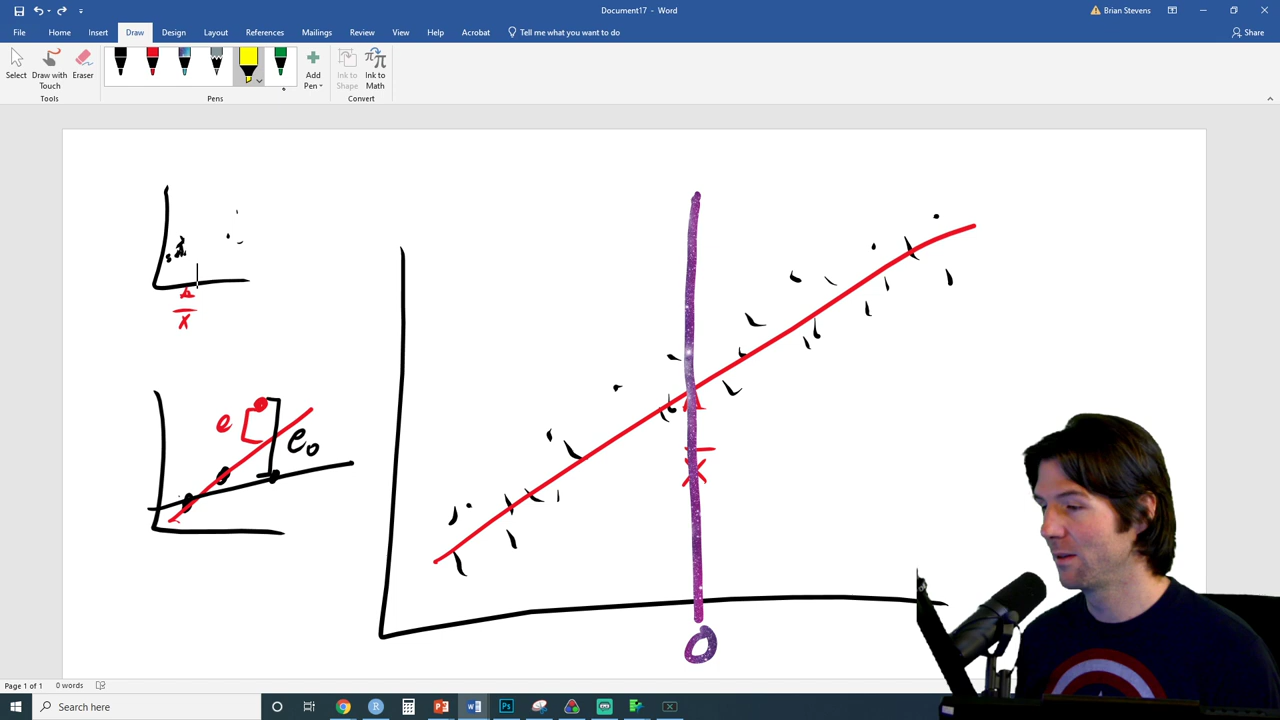 Document17 - Word
Brian Stevens
File Home Insert Draw Design Layout References Mailings Review View Help Acrobat Tell me what you want to do Share
Select Draw with Touch Eraser Add Pen Ink to Shape Ink to Math
Tools Pens Convert
x
e
e0
x
0
Page 1 of 1 0 words
Search here